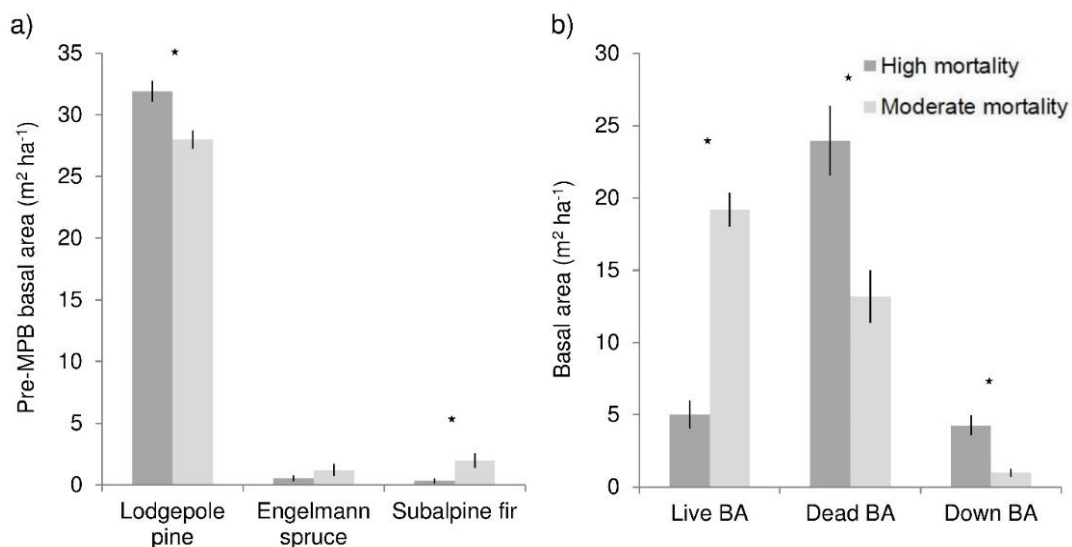 a)
Pre-MPB basal area (m² ha⁻¹)
35
30
25
20
15
10
5
0
Lodgepole pine
Engelmann spruce
Subalpine fir
b)
Basal area (m² ha⁻¹)
30
25
20
15
10
5
0
High mortality
Moderate mortality
Live BA
Dead BA
Down BA